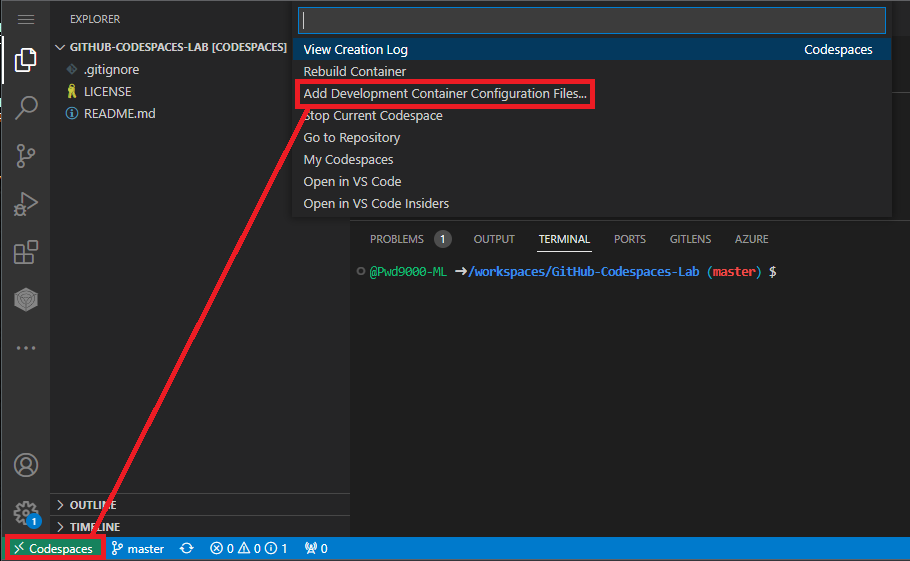 EXPLORER
GITHUB-CODESPACES-LAB [CODESPACES]
.gitignore
LICENSE
README.md
View Creation Log Codespaces
Rebuild Container
Add Development Container Configuration Files...
Stop Current Codespace
Go to Repository
My Codespaces
Open in VS Code
Open in VS Code Insiders
PROBLEMS 1 OUTPUT TERMINAL PORTS GITLENS AZURE
@Pwd9000-ML ➜/workspaces/GitHub-Codespaces-Lab (master) $
OUTLINE
1
TIMELINE
Codespaces master 0 0 1 0